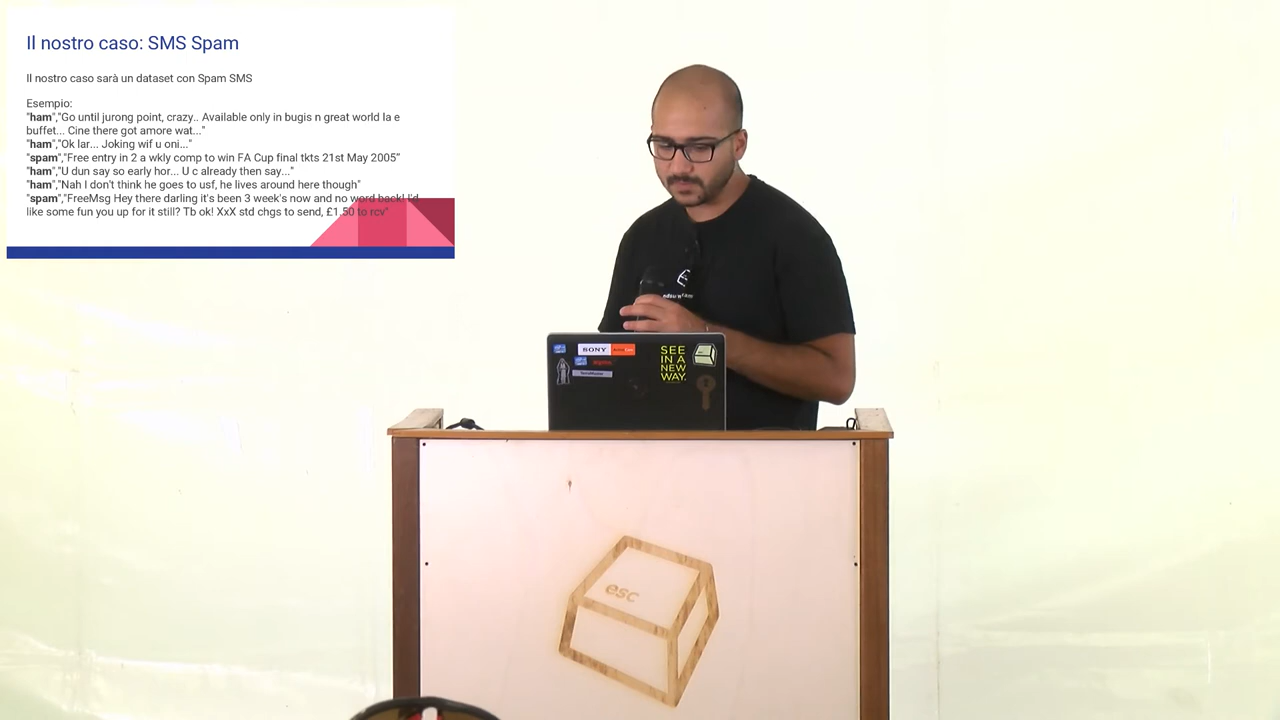 Il nostro caso: SMS Spam
Il nostro caso sarà un dataset con Spam SMS
Esempio:
"ham","Go until jurong point, crazy.. Available only in bugis n great world la e
buffet... Cine there got amore wat..."
"ham","Ok lar... Joking wif u oni..."
"spam","Free entry in 2 a wkly comp to win FA Cup final tkts 21st May 2005"
"ham","U dun say so early hor... U c already then say..."
"ham","Nah I don't think he goes to usf, he lives around here though"
"spam","FreeMsg Hey there darling it's been 3 week's now and no word back! I'd
like some fun you up for it still? Tb ok! XxX std chgs to send, £1.50 to rcv"
SONY
SEE
IN A
NEW
WAY.
esc